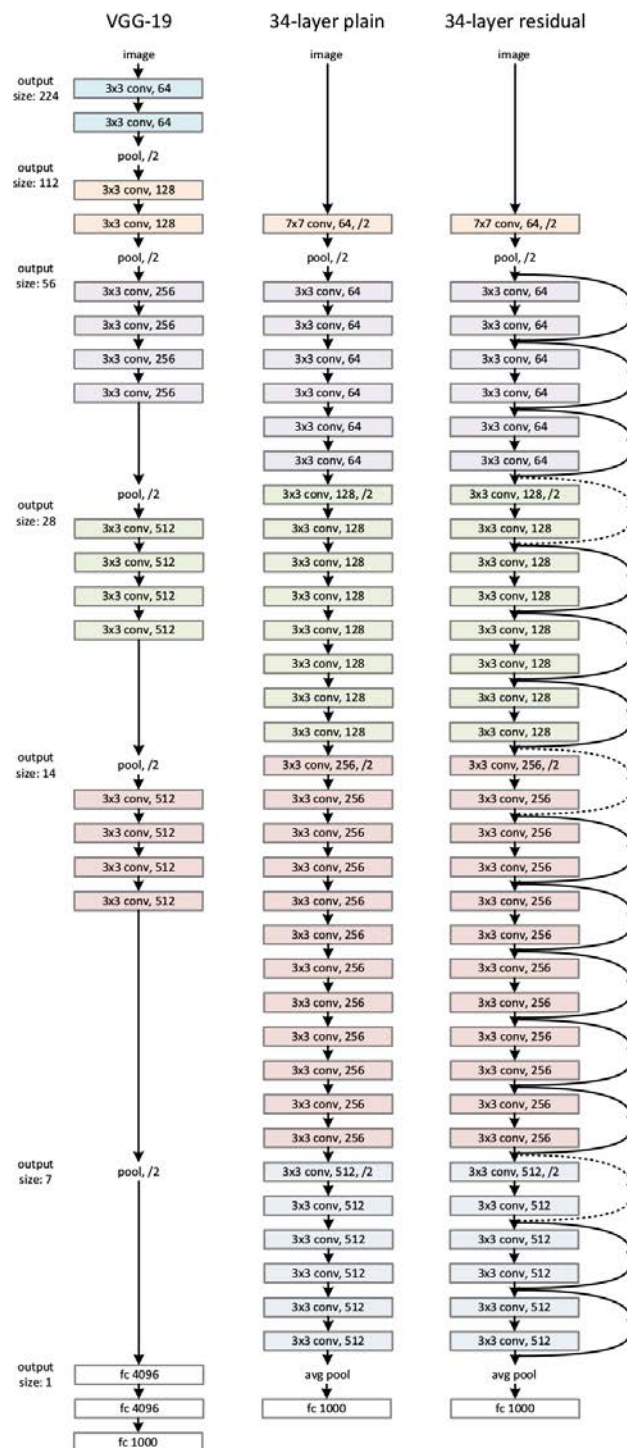 VGG-19
image
output
size: 224
3x3 conv, 64
3x3 conv, 64
pool, /2
output
size: 112
3x3 conv, 128
3x3 conv, 128
pool, /2
output
size: 56
3x3 conv, 256
3x3 conv, 256
3x3 conv, 256
3x3 conv, 256
pool, /2
output
size: 28
3x3 conv, 512
3x3 conv, 512
3x3 conv, 512
3x3 conv, 512
output
size: 14
pool, /2
3x3 conv, 512
3x3 conv, 512
3x3 conv, 512
3x3 conv, 512
output
size: 7
pool, /2
output
size: 1
fc 4096
fc 4096
fc 1000
34-layer plain
image
7x7 conv, 64, /2
pool, /2
3x3 conv, 64
3x3 conv, 64
3x3 conv, 64
3x3 conv, 64
3x3 conv, 64
3x3 conv, 64
3x3 conv, 128, /2
3x3 conv, 128
3x3 conv, 128
3x3 conv, 128
3x3 conv, 128
3x3 conv, 128
3x3 conv, 128
3x3 conv, 128
3x3 conv, 256, /2
3x3 conv, 256
3x3 conv, 256
3x3 conv, 256
3x3 conv, 256
3x3 conv, 256
3x3 conv, 256
3x3 conv, 256
3x3 conv, 256
3x3 conv, 256
3x3 conv, 256
3x3 conv, 256
3x3 conv, 512, /2
3x3 conv, 512
3x3 conv, 512
3x3 conv, 512
3x3 conv, 512
3x3 conv, 512
avg pool
fc 1000
34-layer residual
image
7x7 conv, 64, /2
pool, /2
3x3 conv, 64
3x3 conv, 64
3x3 conv, 64
3x3 conv, 64
3x3 conv, 64
3x3 conv, 64
3x3 conv, 128, /2
3x3 conv, 128
3x3 conv, 128
3x3 conv, 128
3x3 conv, 128
3x3 conv, 128
3x3 conv, 128
3x3 conv, 128
3x3 conv, 256, /2
3x3 conv, 256
3x3 conv, 256
3x3 conv, 256
3x3 conv, 256
3x3 conv, 256
3x3 conv, 256
3x3 conv, 256
3x3 conv, 256
3x3 conv, 256
3x3 conv, 256
3x3 conv, 256
3x3 conv, 512, /2
3x3 conv, 512
3x3 conv, 512
3x3 conv, 512
3x3 conv, 512
3x3 conv, 512
avg pool
fc 1000